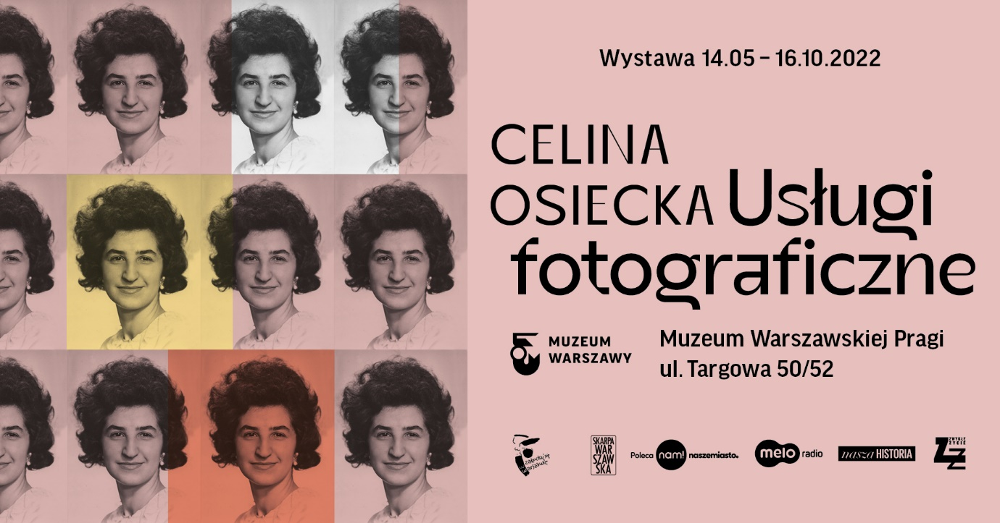 Wystawa 14.05 – 16.10.2022
CELINA
OSIECKA Usługi
fotograficzne
MUZEUM
WARSZAWY
Muzeum Warszawskiej Pragi
ul. Targowa 50/52
zakochaj się
w warszawie
SKARPA
WAR
SZAW
SKA
Poleca nam! naszemiasto.
melo radio
nasza HISTORIA
ZWYKŁE
ŻYCIE